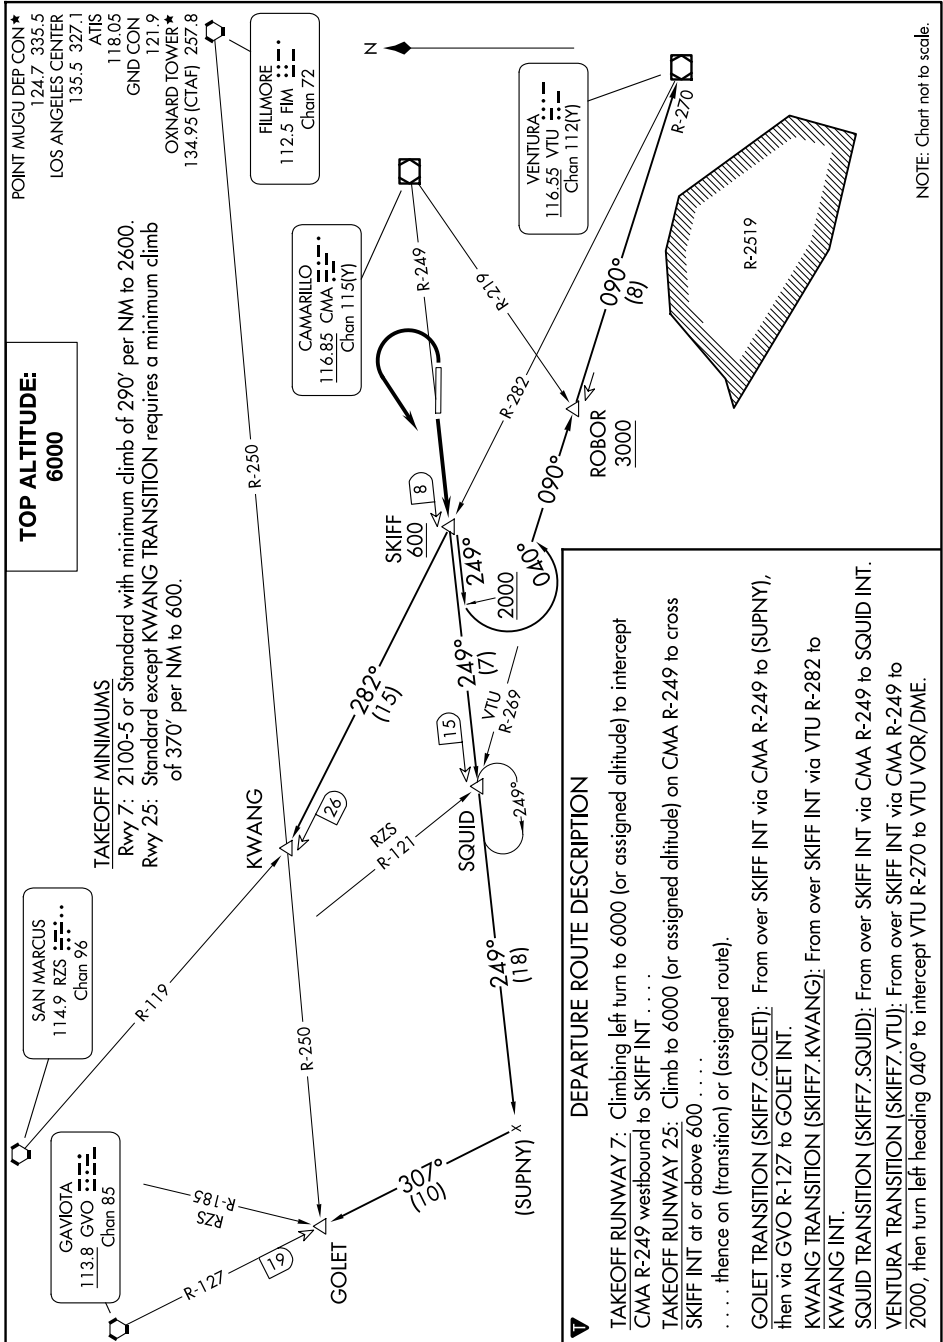 POINT MUGU DEP CON ★
124.7 335.5
LOS ANGELES CENTER
135.5 327.1
ATIS
118.05
GND CON
121.9
OXNARD TOWER ★
134.95 (CTAF) 257.8
TOP ALTITUDE:
6000
TAKEOFF MINIMUMS
Rwy 7: 2100-5 or Standard with minimum climb of 290' per NM to 2600.
Rwy 25: Standard except KWANG TRANSITION requires a minimum climb
of 370' per NM to 600.
SAN MARCUS
114.9 RZS
Chan 96
GAVIOTA
113.8 GVO
Chan 85
FILLMORE
112.5 FIM
Chan 72
CAMARILLO
116.85 CMA
Chan 115(Y)
VENTURA
116.55 VTU
Chan 112(Y)
N
R-250
R-250
R-119
R-127
19
RZS
R-185
GOLET
307°
(10)
(SUPNY)
X
249°
(18)
KWANG
26
282°
(15)
RZS
R-121
SQUID
15
249°
VTU
R-269
249°
(7)
SKIFF
600
8
249°
2000
040°
090°
ROBOR
3000
090°
(8)
R-249
R-219
R-282
R-270
R-2519
NOTE: Chart not to scale.
T
DEPARTURE ROUTE DESCRIPTION
TAKEOFF RUNWAY 7: Climbing left turn to 6000 (or assigned altitude) to intercept
CMA R-249 westbound to SKIFF INT . . . .
TAKEOFF RUNWAY 25: Climb to 6000 (or assigned altitude) on CMA R-249 to cross
SKIFF INT at or above 600 . . . .
. . . . thence on (transition) or (assigned route).
GOLET TRANSITION (SKIFF7.GOLET): From over SKIFF INT via CMA R-249 to (SUPNY),
then via GVO R-127 to GOLET INT.
KWANG TRANSITION (SKIFF7.KWANG): From over SKIFF INT via VTU R-282 to
KWANG INT.
SQUID TRANSITION (SKIFF7.SQUID): From over SKIFF INT via CMA R-249 to SQUID INT.
VENTURA TRANSITION (SKIFF7.VTU): From over SKIFF INT via CMA R-249 to
2000, then turn left heading 040° to intercept VTU R-270 to VTU VOR/DME.